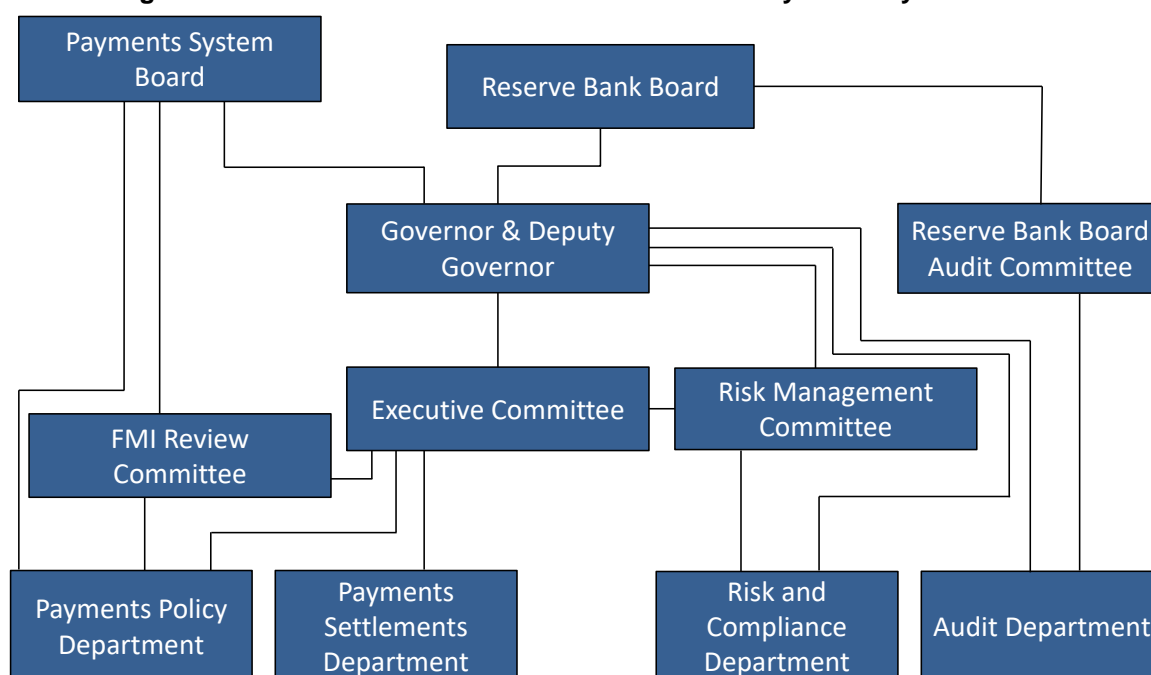 Payments System
Board
Reserve Bank Board
Governor & Deputy
Governor
Reserve Bank Board
Audit Committee
Executive Committee
Risk Management
Committee
FMI Review
Committee
Payments Policy
Department
Payments
Settlements
Department
Risk and
Compliance
Department
Audit Department